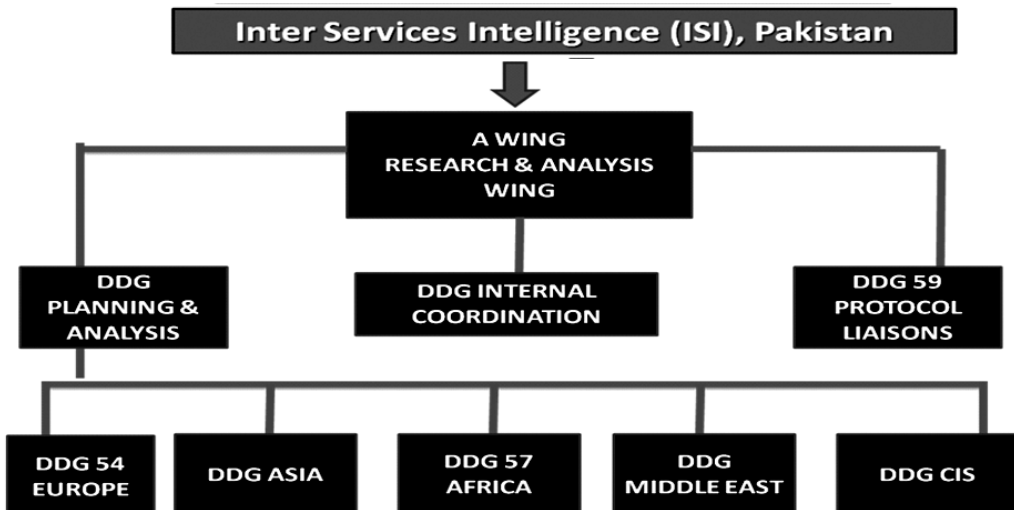 Inter Services Intelligence (ISI), Pakistan
A WING
RESEARCH & ANALYSIS
WING
DDG
PLANNING &
ANALYSIS
DDG INTERNAL
COORDINATION
DDG 59
PROTOCOL
LIAISONS
DDG 54
EUROPE
DDG ASIA
DDG 57
AFRICA
DDG
MIDDLE EAST
DDG CIS